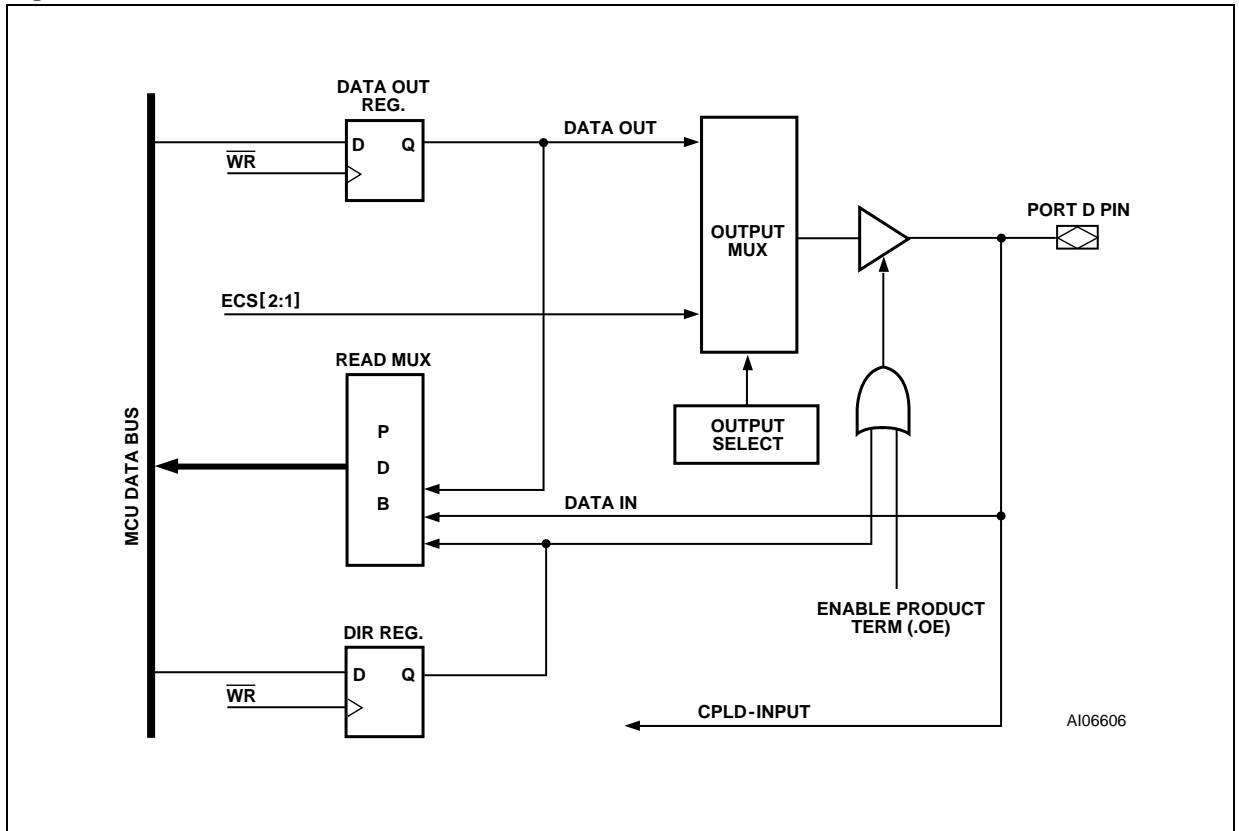 DATA OUT
REG.
D Q
WR
DATA OUT
PORT D PIN
OUTPUT
MUX
ECS[2:1]
READ MUX
P
D
B
OUTPUT
SELECT
MCU DATA BUS
DATA IN
ENABLE PRODUCT
TERM (.OE)
DIR REG.
D Q
WR
CPLD-INPUT
AI06606